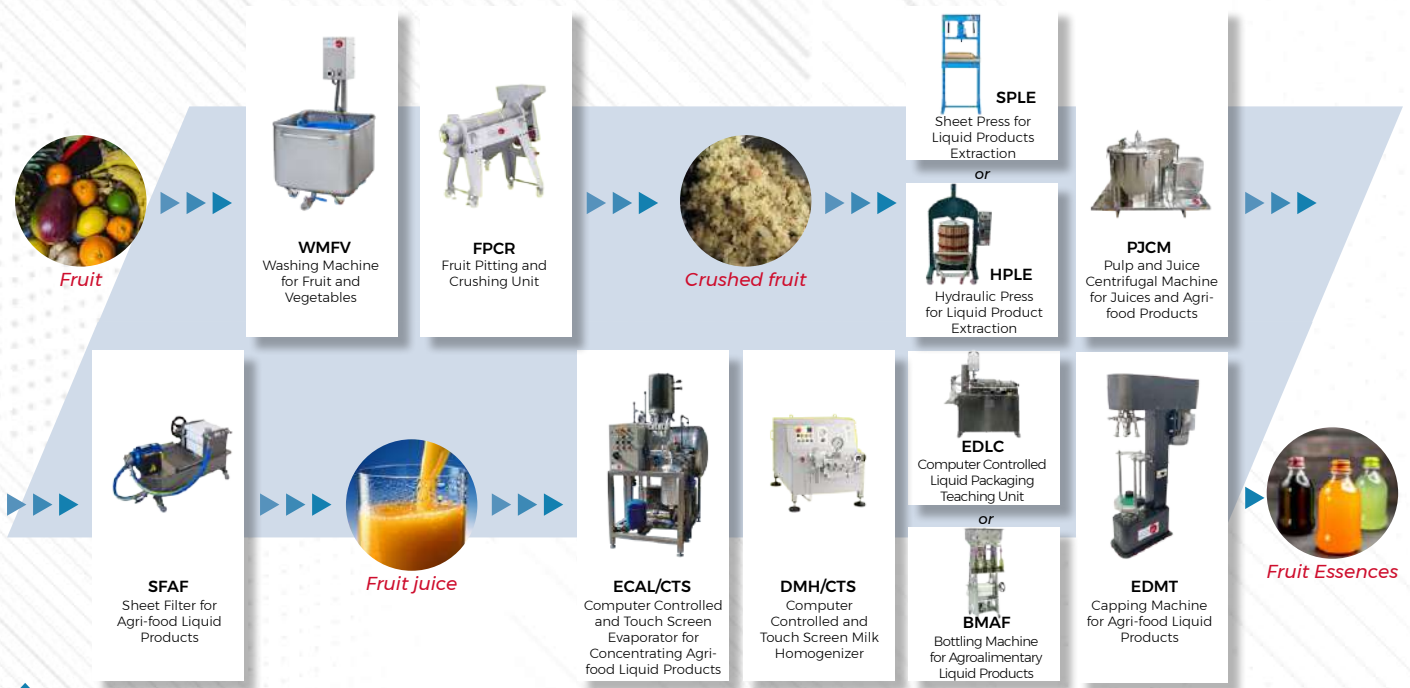 Fruit
WMFV
Washing Machine
for Fruit and
Vegetables
FPCR
Fruit Pitting and
Crushing Unit
Crushed fruit
SPLE
Sheet Press for
Liquid Products
Extraction
or
HPLE
Hydraulic Press
for Liquid Product
Extraction
PJCM
Pulp and Juice
Centrifugal Machine
for Juices and Agri-
food Products
SFAF
Sheet Filter for
Agri-food Liquid
Products
Fruit juice
ECAL/CTS
Computer Controlled
and Touch Screen
Evaporator for
Concentrating Agri-
food Liquid Products
DMH/CTS
Computer
Controlled and
Touch Screen Milk
Homogenizer
EDLC
Computer Controlled
Liquid Packaging
Teaching Unit
or
BMAF
Bottling Machine
for Agroalimentary
Liquid Products
EDMT
Capping Machine
for Agri-food Liquid
Products
Fruit Essences